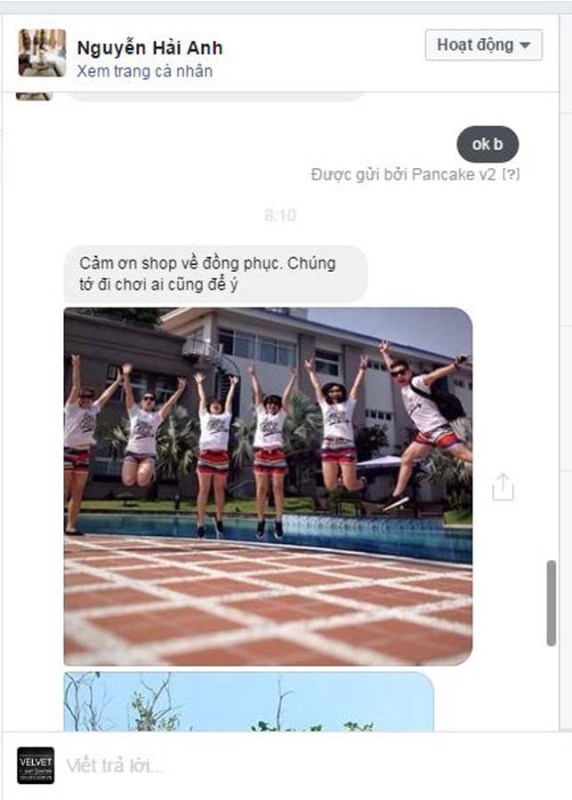 Nguyễn Hải Anh
Hoạt động
Xem trang cá nhân
ok b
Được gửi bởi Pancake v2 [?]
8:10
Cảm ơn shop về đồng phục. Chúng
tớ đi chơi ai cũng để ý
VELVET
Viết trả lời...